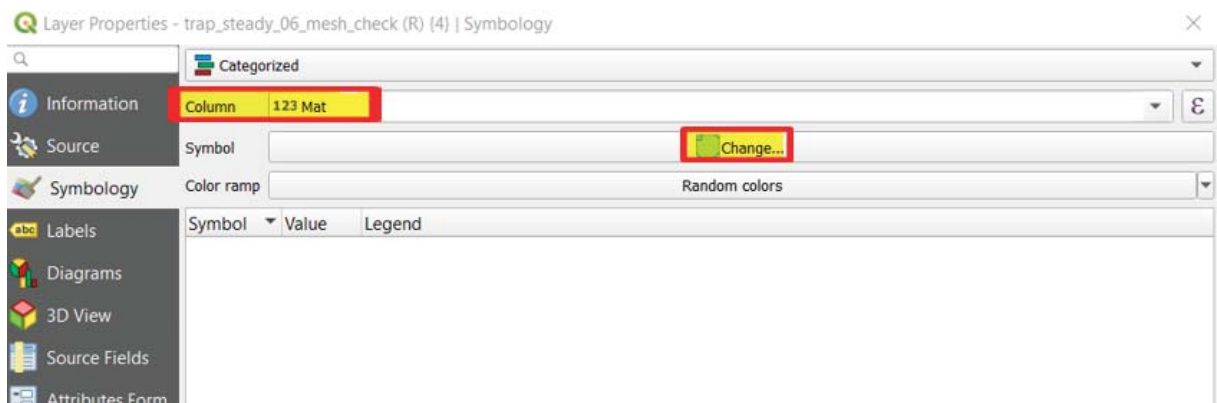 Layer Properties - trap_steady_06_mesh_check (R) (4) | Symbology
Categorized
Information
Column 123 Mat ε
Source
Symbol Change...
Symbology
Color ramp Random colors
Labels
Symbol Value Legend
Diagrams
3D View
Source Fields
Attributes Form